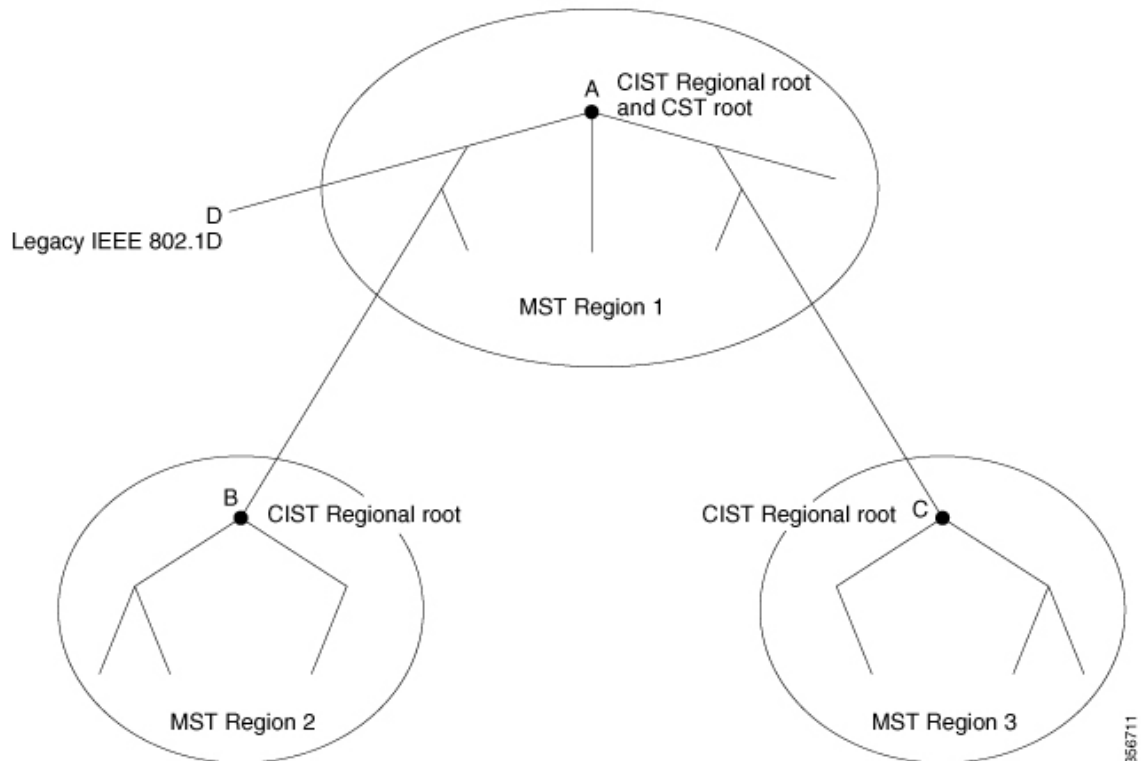 A
CIST Regional root
and CST root
D
Legacy IEEE 802.1D
MST Region 1
B
CIST Regional root
CIST Regional root
C
MST Region 2
MST Region 3
356711